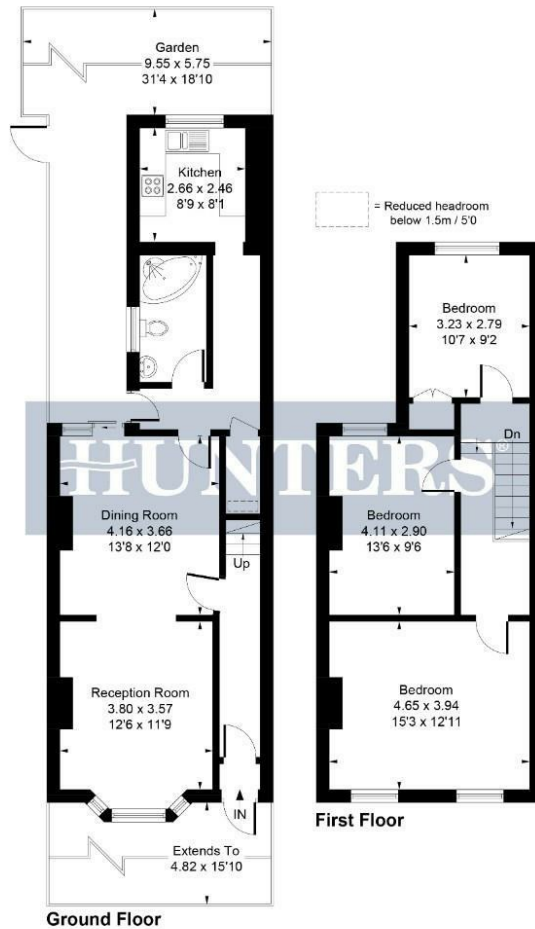 Garden
9.55 x 5.75
31'4 x 18'10
Kitchen
2.66 x 2.46
8'9 x 8'1
= Reduced headroom
below 1.5m / 5'0
Bedroom
3.23 x 2.79
10'7 x 9'2
HUNTERS®
Dn
Dining Room
4.16 x 3.66
13'8 x 12'0
Up
Bedroom
4.11 x 2.90
13'6 x 9'6
Reception Room
3.80 x 3.57
12'6 x 11'9
Bedroom
4.65 x 3.94
15'3 x 12'11
IN
First Floor
Extends To
4.82 x 15'10
Ground Floor